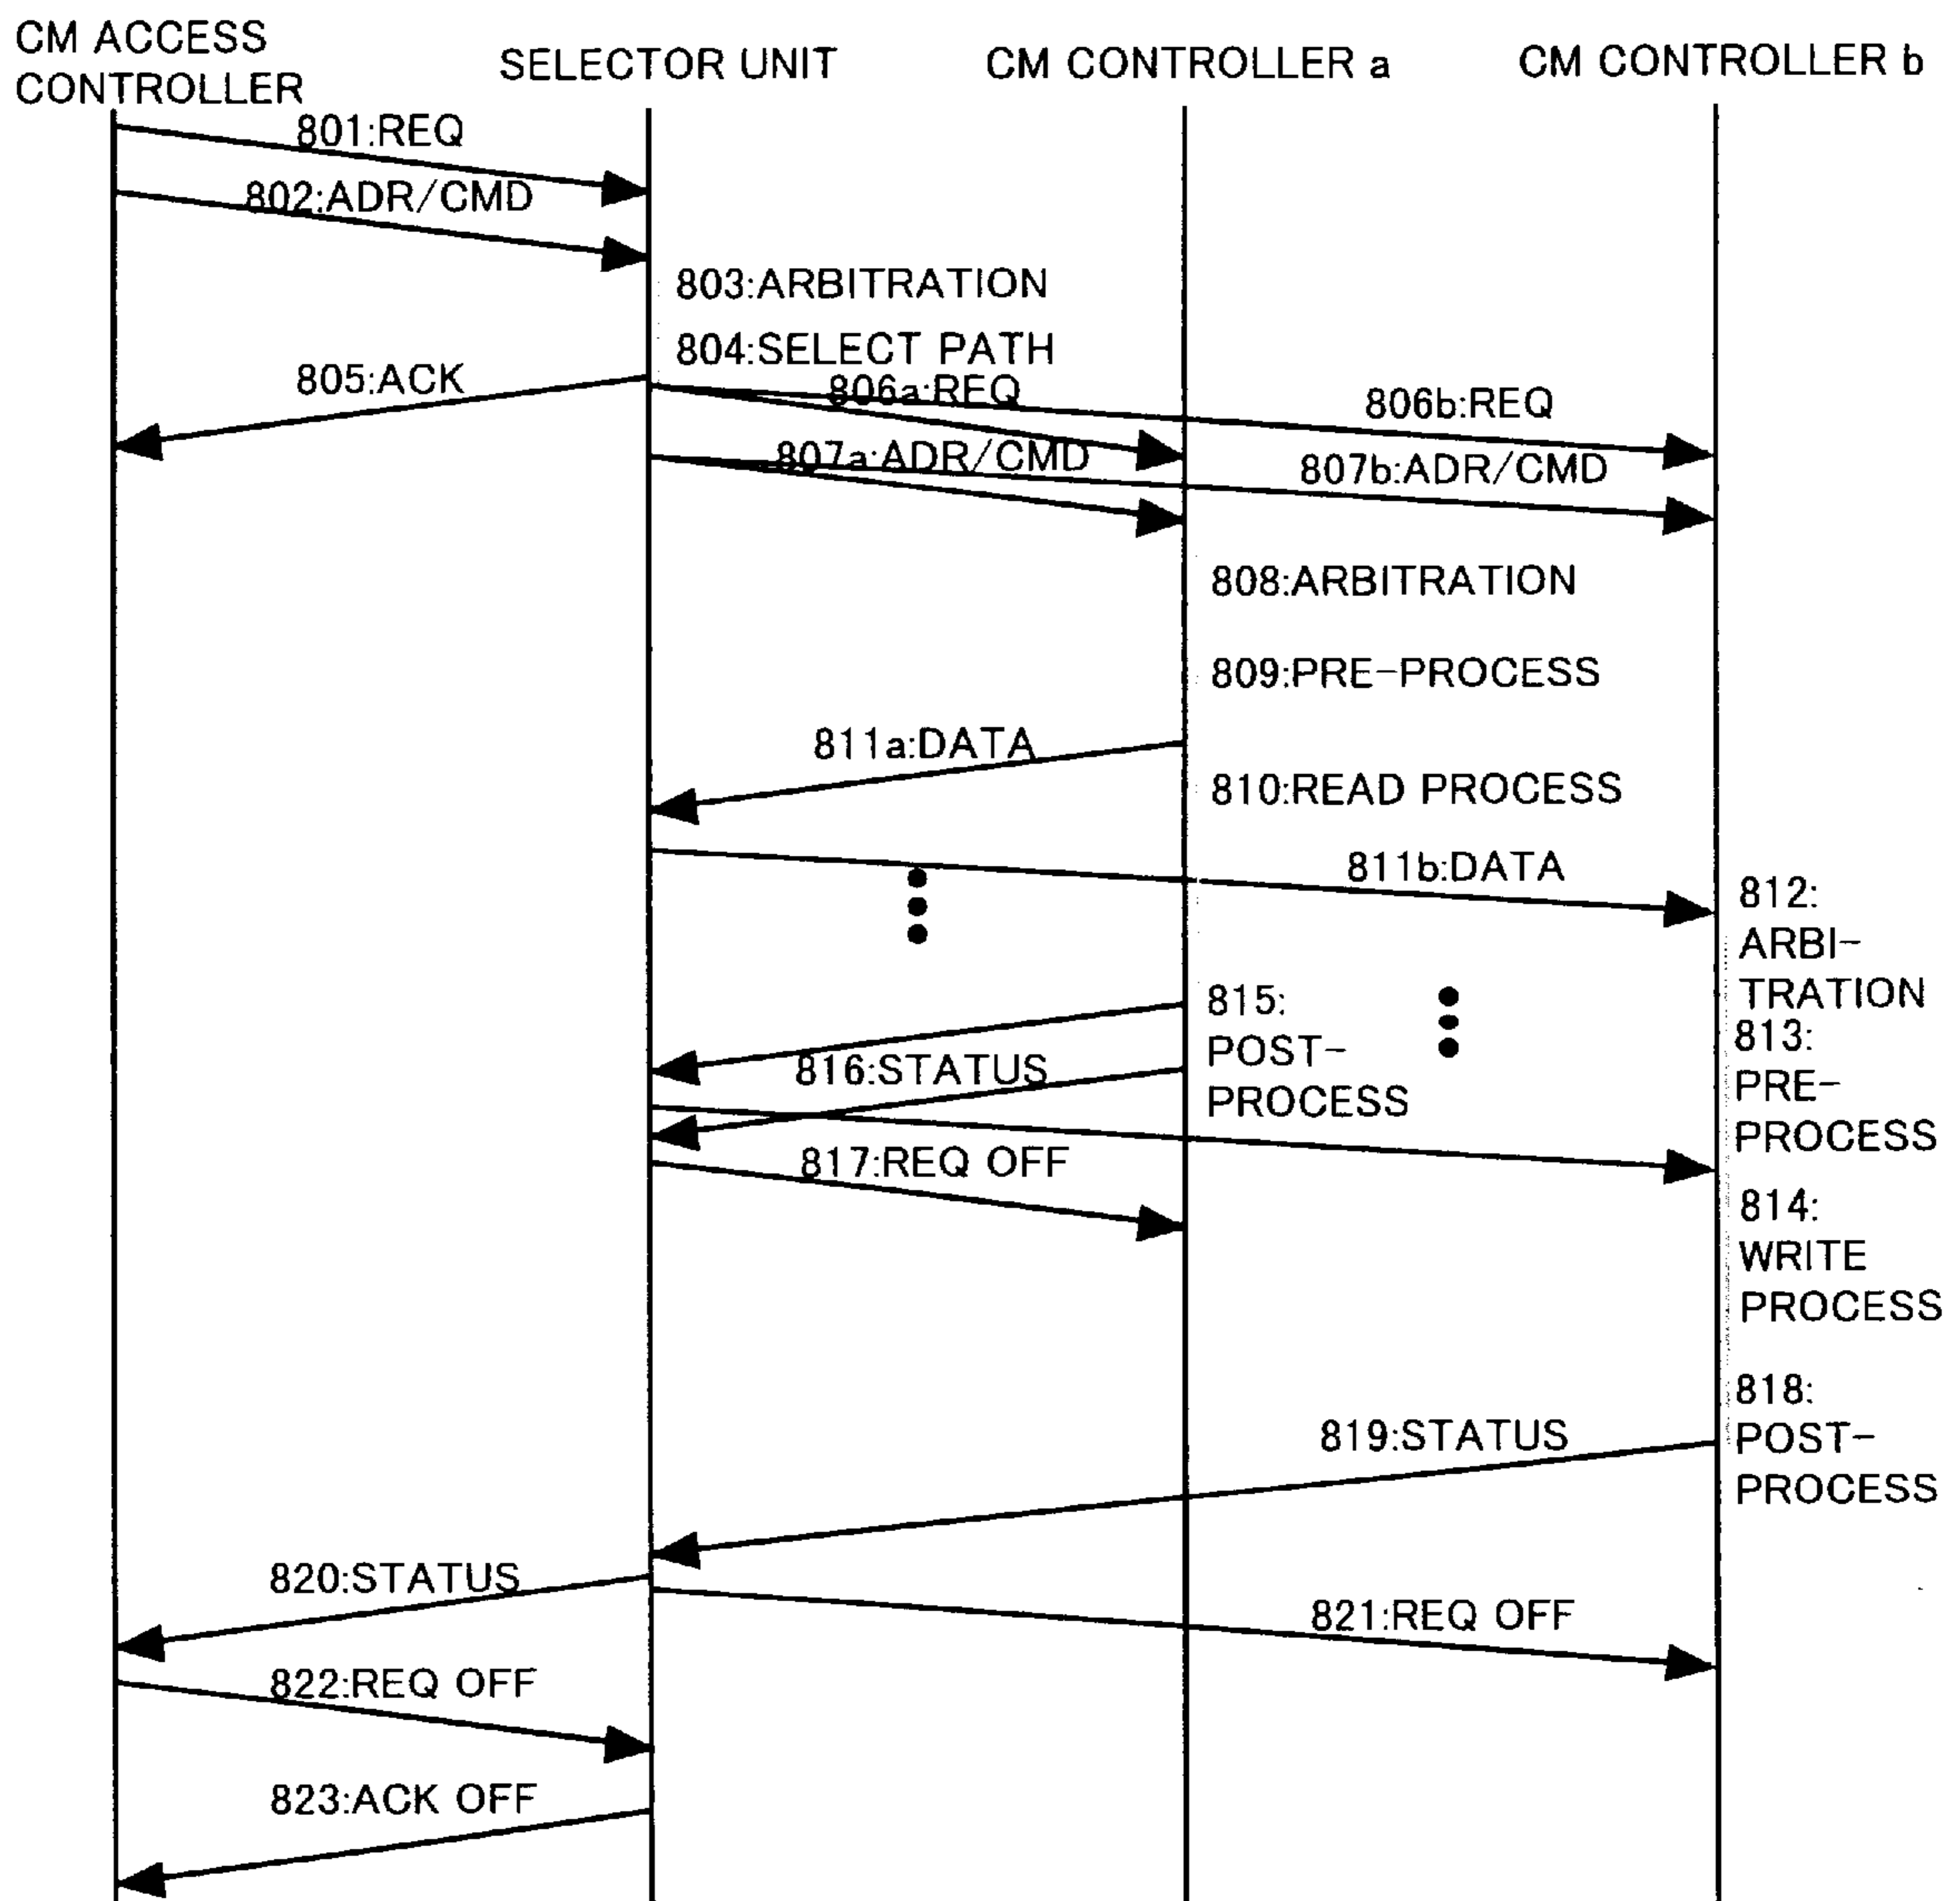 CM ACCESS
CONTROLLER
SELECTOR UNIT
CM CONTROLLER a
CM CONTROLLER b
801:REQ
802:ADR/CMD
803:ARBITRATION
804:SELECT PATH
805:ACK
806a:REQ
806b:REQ
807a:ADR/CMD
807b:ADR/CMD
808:ARBITRATION
809:PRE-PROCESS
811a:DATA
810:READ PROCESS
811b:DATA
812:
ARBI-
TRATION
815:
POST-
PROCESS
813:
PRE-
PROCESS
816:STATUS
817:REQ OFF
814:
WRITE
PROCESS
818:
POST-
PROCESS
819:STATUS
820:STATUS
821:REQ OFF
822:REQ OFF
823:ACK OFF